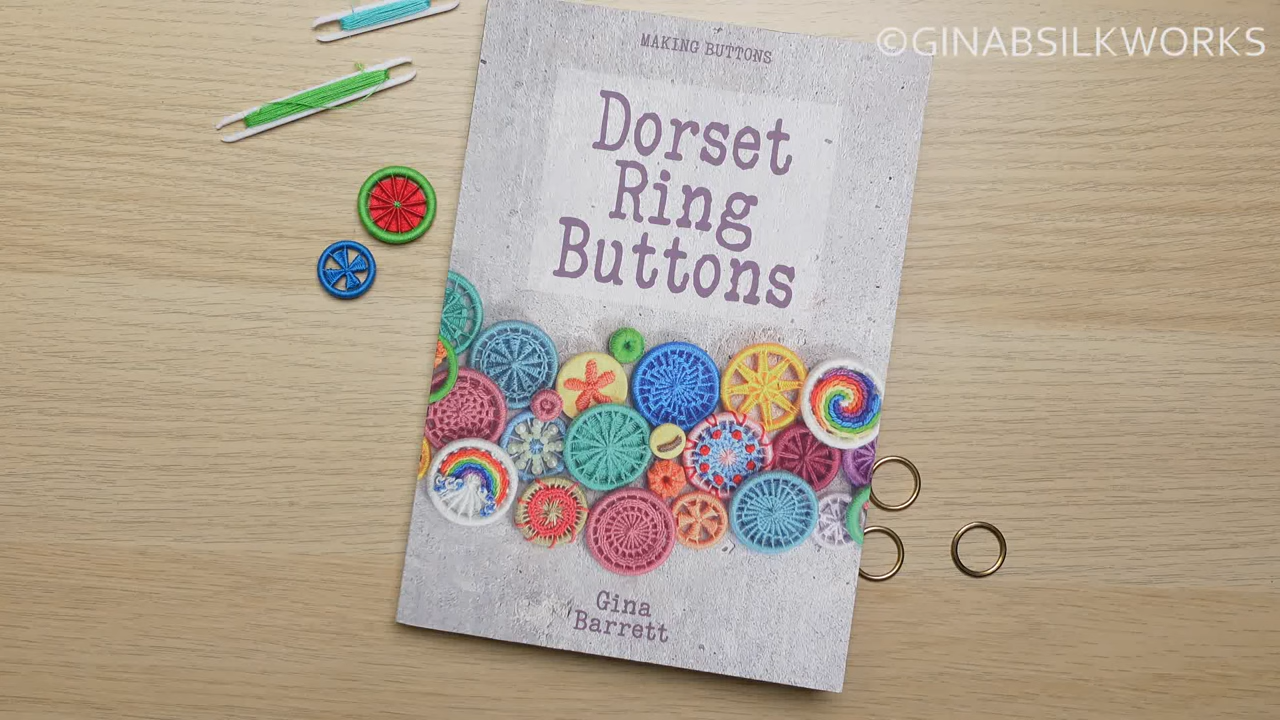 ©GINABSILKWORKS
MAKING BUTTONS
Dorset
Ring
Buttons
Gina
Barrett